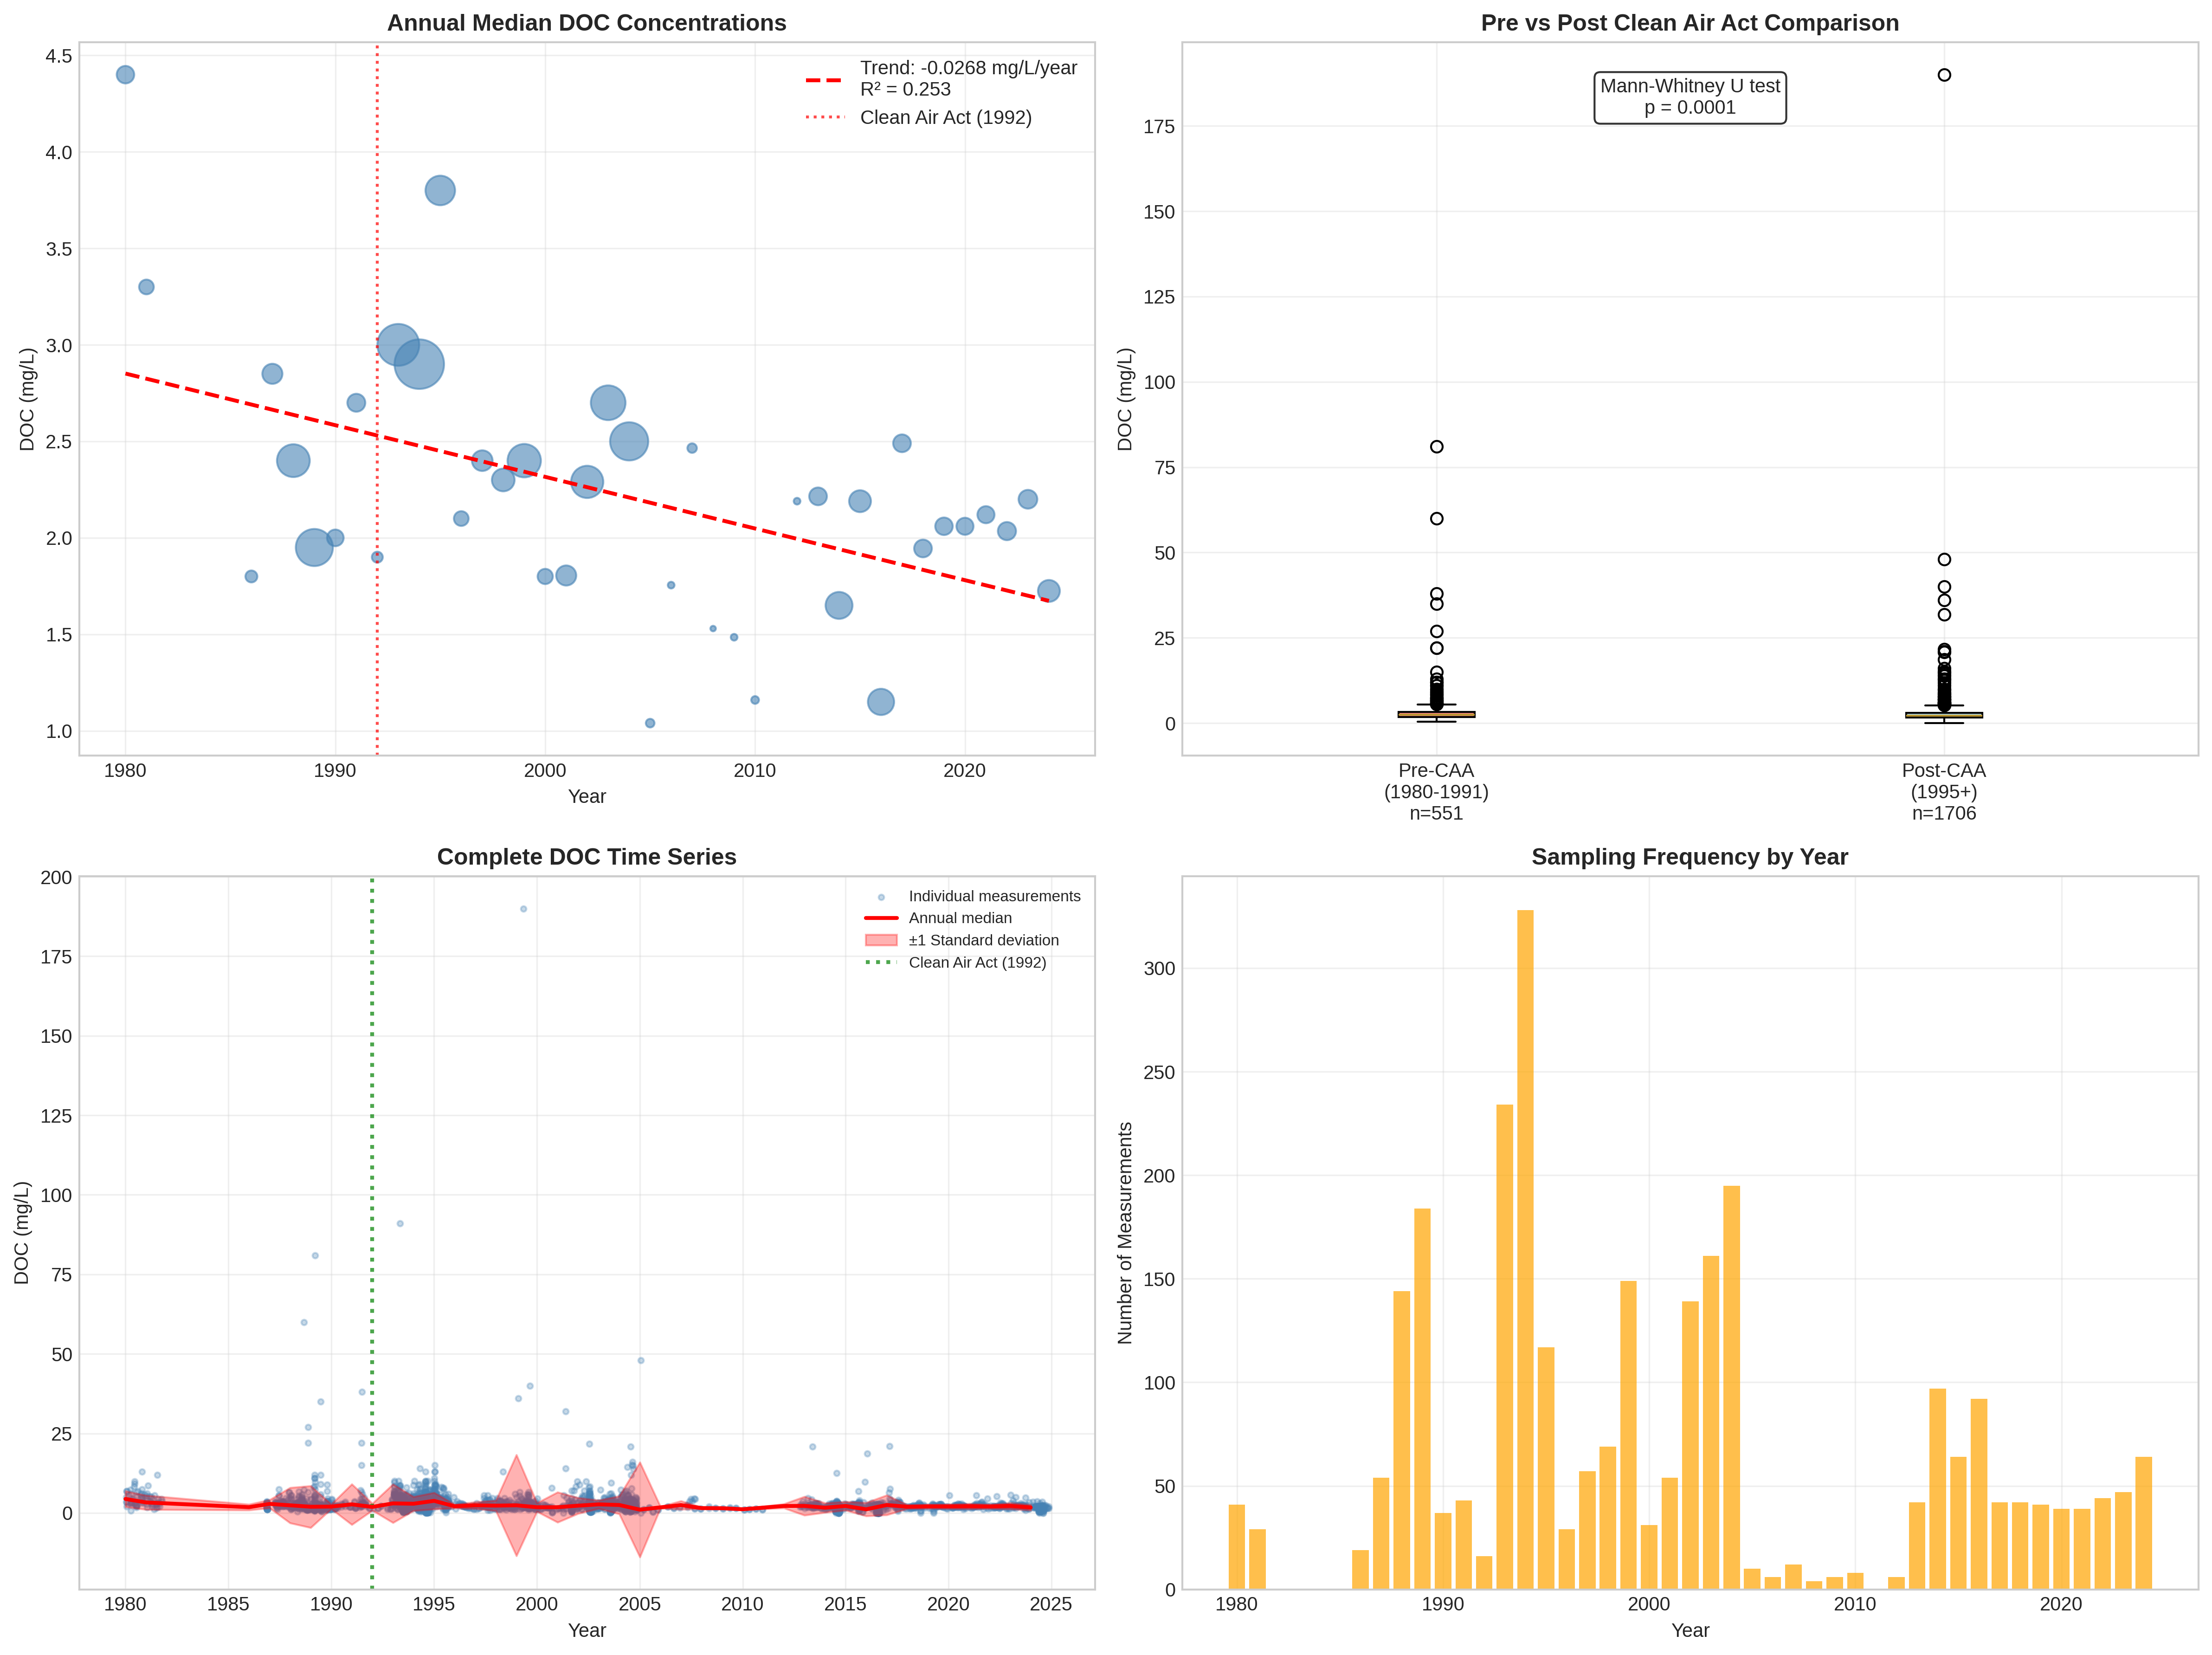 Annual Median DOC Concentrations
4.5
4.0
3.5
3.0
2.5
2.0
1.5
1.0
DOC (mg/L)
Trend: -0.0268 mg/L/year
R² = 0.253
Clean Air Act (1992)
1980 1990 2000 2010 2020
Year
Pre vs Post Clean Air Act Comparison
175
150
125
100
75
50
25
0
DOC (mg/L)
Mann-Whitney U test
p = 0.0001
Pre-CAA
(1980-1991)
n=551
Post-CAA
(1995+)
n=1706
Complete DOC Time Series
200
175
150
125
100
75
50
25
0
DOC (mg/L)
Individual measurements
Annual median
±1 Standard deviation
Clean Air Act (1992)
1980 1985 1990 1995 2000 2005 2010 2015 2020 2025
Year
Sampling Frequency by Year
300
250
200
150
100
50
0
Number of Measurements
1980 1990 2000 2010 2020
Year